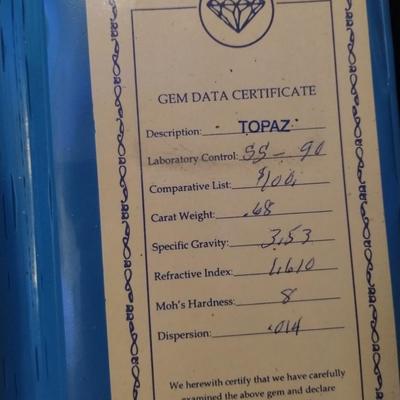 GEM DATA CERTIFICATE
Description: TOPAZ
Laboratory Control: SS - 90
Comparative List: $100.
Carat Weight: .68
Specific Gravity: 3.53
Refractive Index: 1.610
Moh's Hardness: 8
Dispersion: .014
We herewith certify that we have carefully
examined the above gem and declare